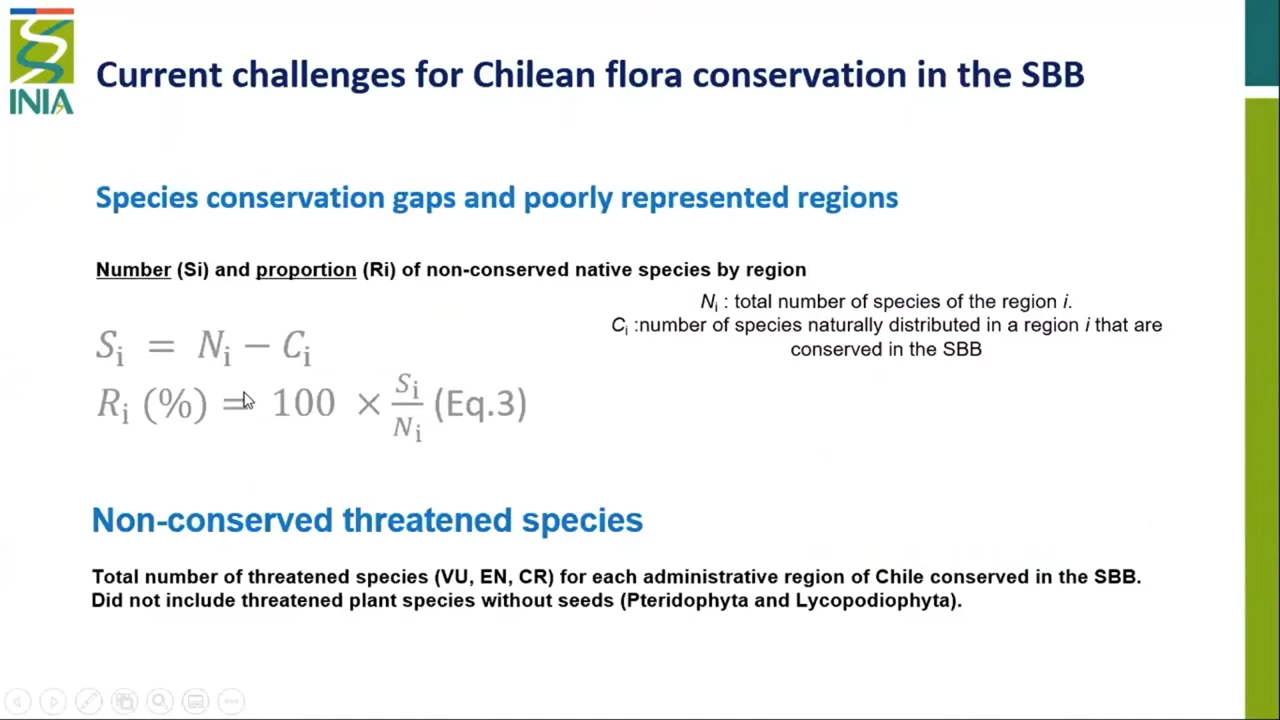 INIA
Current challenges for Chilean flora conservation in the SBB
Species conservation gaps and poorly represented regions
Number (Si) and proportion (Ri) of non-conserved native species by region
Nᵢ : total number of species of the region i.
Cᵢ :number of species naturally distributed in a region i that are
conserved in the SBB
Sᵢ = Nᵢ − Cᵢ
Rᵢ (%) = 100 × Sᵢ/Nᵢ (Eq.3)
Non-conserved threatened species
Total number of threatened species (VU, EN, CR) for each administrative region of Chile conserved in the SBB.
Did not include threatened plant species without seeds (Pteridophyta and Lycopodiophyta).